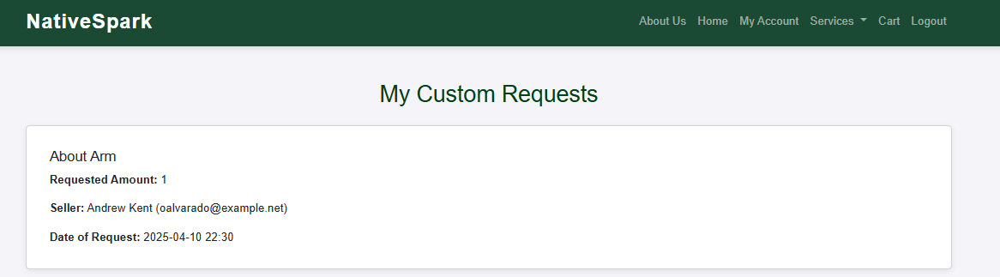 NativeSpark
About Us Home My Account Services Cart Logout
My Custom Requests
About Arm
Requested Amount: 1
Seller: Andrew Kent (oalvarado@example.net)
Date of Request: 2025-04-10 22:30